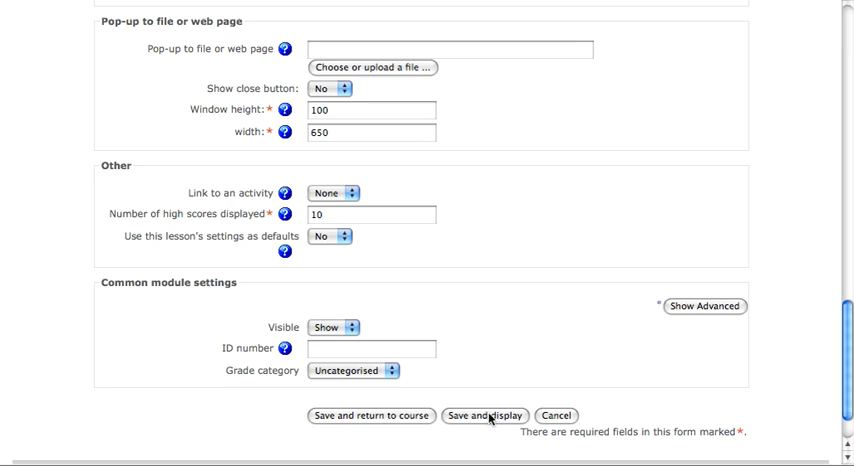 Pop-up to file or web page
Pop-up to file or web page ?
Choose or upload a file ...
Show close button: No
Window height:* ? 100
width:* ? 650
Other
Link to an activity ? None
Number of high scores displayed* ? 10
Use this lesson's settings as defaults No
?
Common module settings
* Show Advanced
Visible Show
ID number ?
Grade category Uncategorised
Save and return to course Save and display Cancel
There are required fields in this form marked*.